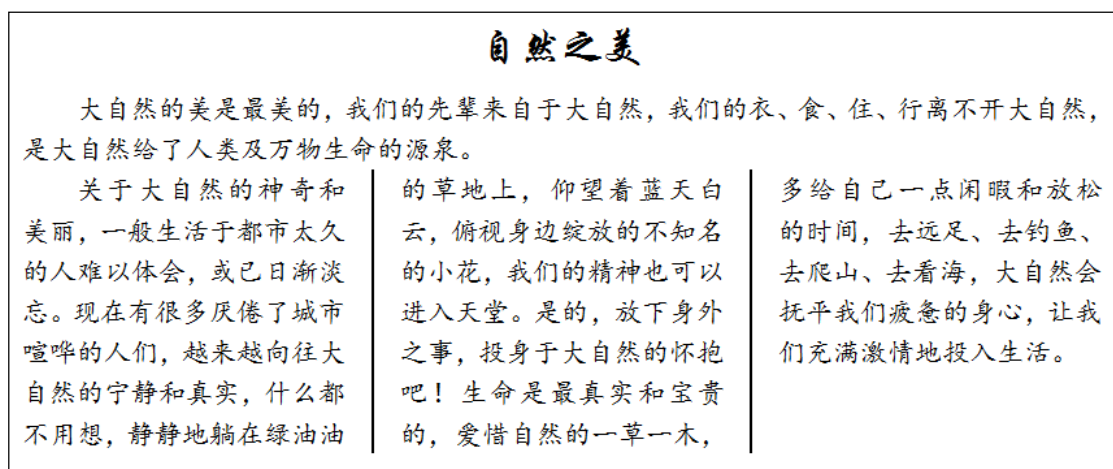 自然之美
大自然的美是最美的，我们的先辈来自于大自然，我们的衣、食、住、行离不开大自然，
是大自然给了人类及万物生命的源泉。
关于大自然的神奇和
美丽，一般生活于都市太久
的人难以体会，或已日渐淡
忘。现在有很多厌倦了城市
喧哗的人们，越来越向往大
自然的宁静和真实，什么都
不用想，静静地躺在绿油油
的草地上，仰望着蓝天白
云，俯视身边绽放的不知名
的小花，我们的精神也可以
进入天堂。是的，放下身外
之事，投身于大自然的怀抱
吧！生命是最真实和宝贵
的，爱惜自然的一草一木，
多给自己一点闲暇和放松
的时间，去远足、去钓鱼、
去爬山、去看海，大自然会
抚平我们疲惫的身心，让我
们充满激情地投入生活。